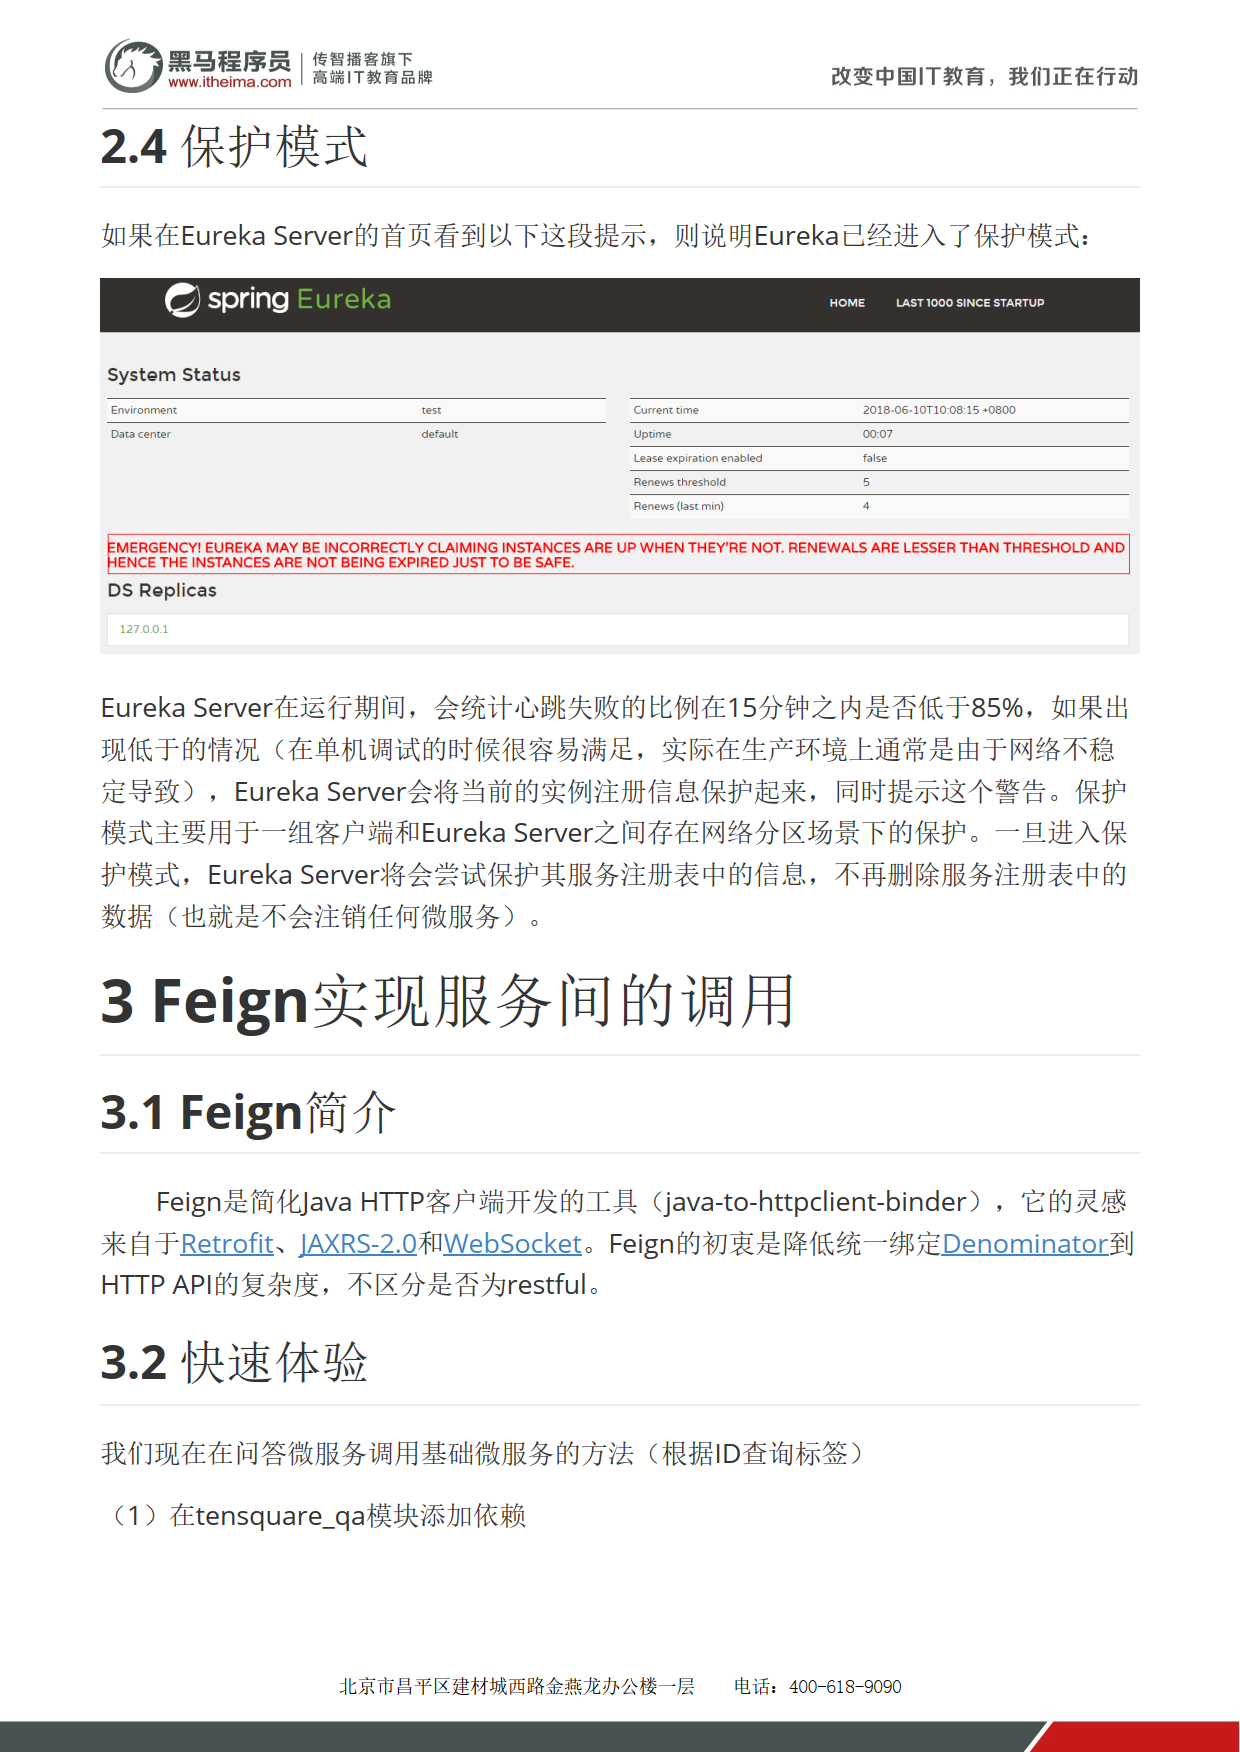 黑马程序员
www.itheima.com
传智播客旗下
高端IT教育品牌
改变中国IT教育，我们正在行动
2.4 保护模式
如果在Eureka Server的首页看到以下这段提示，则说明Eureka已经进入了保护模式：
spring Eureka
HOME LAST 1000 SINCE STARTUP
System Status
Environment test
Data center default
Current time 2018-06-10T10:08:15 +0800
Uptime 00:07
Lease expiration enabled false
Renews threshold 5
Renews (last min) 4
EMERGENCY! EUREKA MAY BE INCORRECTLY CLAIMING INSTANCES ARE UP WHEN THEY'RE NOT. RENEWALS ARE LESSER THAN THRESHOLD AND
HENCE THE INSTANCES ARE NOT BEING EXPIRED JUST TO BE SAFE.
DS Replicas
127.0.0.1
Eureka Server在运行期间，会统计心跳失败的比例在15分钟之内是否低于85%，如果出
现低于的情况（在单机调试的时候很容易满足，实际在生产环境上通常是由于网络不稳
定导致），Eureka Server会将当前的实例注册信息保护起来，同时提示这个警告。保护
模式主要用于一组客户端和Eureka Server之间存在网络分区场景下的保护。一旦进入保
护模式，Eureka Server将会尝试保护其服务注册表中的信息，不再删除服务注册表中的
数据（也就是不会注销任何微服务）。
3 Feign实现服务间的调用
3.1 Feign简介
Feign是简化Java HTTP客户端开发的工具（java-to-httpclient-binder），它的灵感
来自于Retrofit、JAXRS-2.0和WebSocket。Feign的初衷是降低统一绑定Denominator到
HTTP API的复杂度，不区分是否为restful。
3.2 快速体验
我们现在在问答微服务调用基础微服务的方法（根据ID查询标签）
（1）在tensquare_qa模块添加依赖
北京市昌平区建材城西路金燕龙办公楼一层 电话：400-618-9090